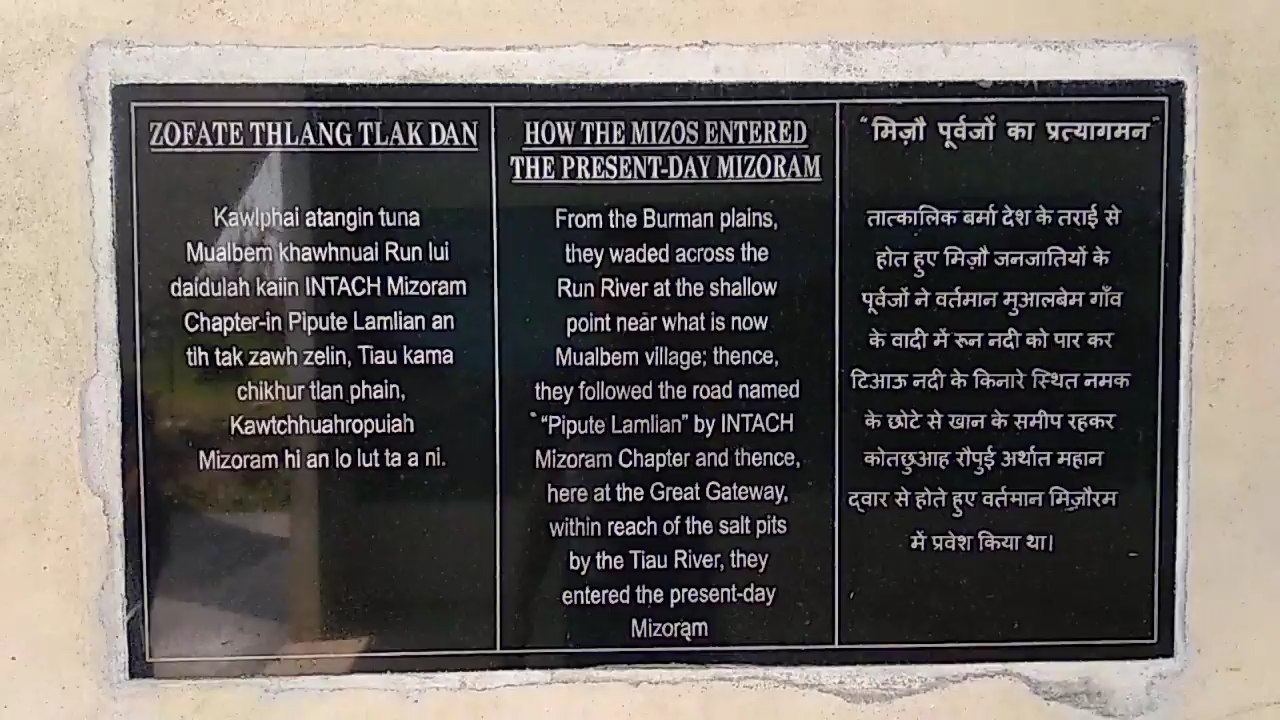 ZOFATE THLANG TLAK DAN
Kawlphai atangin tuna
Mualbem khawhnuai Run lui
daidulah kaiin INTACH Mizoram
Chapter-in Pipute Lamlian an
tih tak zawh zelin, Tiau kama
chikhur tlan phain,
Kawtchhuahropuiah
Mizoram hi an lo lut ta a ni.
HOW THE MIZOS ENTERED
THE PRESENT-DAY MIZORAM
From the Burman plains,
they waded across the
Run River at the shallow
point near what is now
Mualbem village; thence,
they followed the road named
"Pipute Lamlian" by INTACH
Mizoram Chapter and thence,
here at the Great Gateway,
within reach of the salt pits
by the Tiau River, they
entered the present-day
Mizoram
"मिज़ौ पूर्वजों का प्रत्यागमन"
तात्कालिक बर्मा देश के तराई से
होत हुए मिज़ौ जनजातियों के
पूर्वजों ने वर्तमान मुआलबेम गाँव
के वादी में रून नदी को पार कर
टिआऊ नदी के किनारे स्थित नमक
के छोटे से खान के समीप रहकर
कोतछुआह रौपुई अर्थात महान
द्वार से होते हुए वर्तमान मिज़ौरम
में प्रवेश किया था।